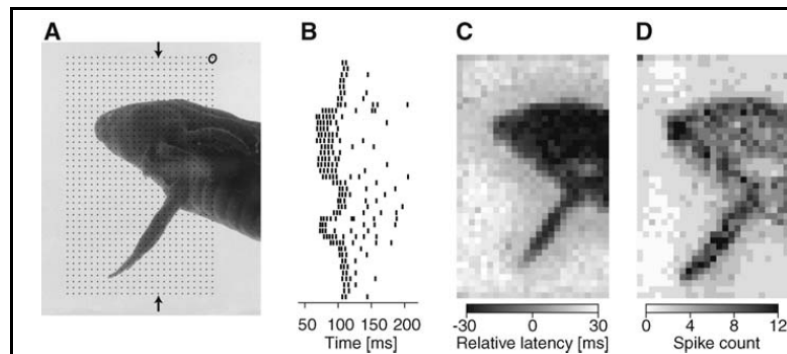 A
B
C
D
50 100 150 200
Time [ms]
-30 0 30
Relative latency [ms]
0 4 8 12
Spike count